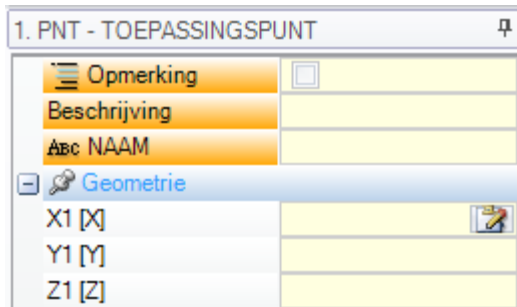 1. PNT - TOEPASSINGSPUNT
Opmerking
Beschrijving
ABC NAAM
Geometrie
X1 [X]
Y1 [Y]
Z1 [Z]